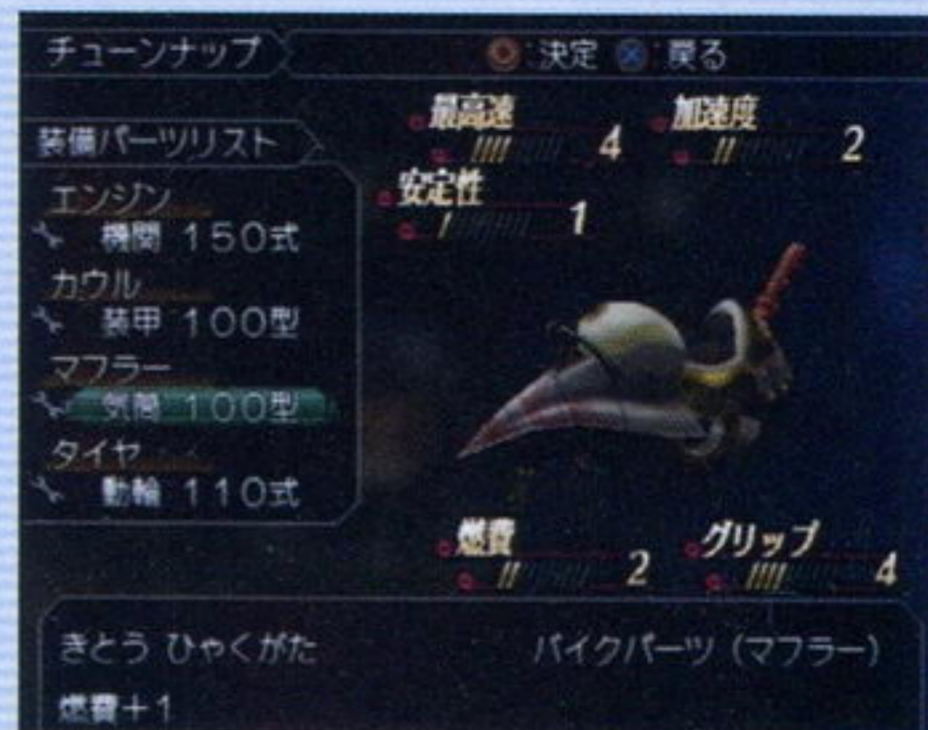 チューンナップ
:決定 :戻る
装備パーツリスト
エンジン
機関 150式
カウル
装甲 100型
マフラー
気筒 100型
タイヤ
動輪 110式
最高速 4
加速度 2
安定性 1
燃費 2
グリップ 4
きとう ひゃくがた バイクパーツ (マフラー)
燃費+1